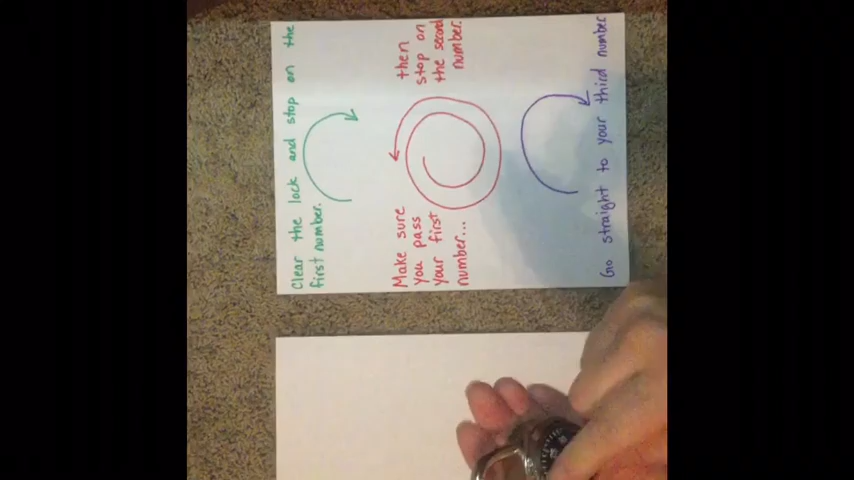 Clear the lock and stop on the
first number.
Make sure
you pass
your first
number...
then
stop on
the second
number.
Go straight to your third number